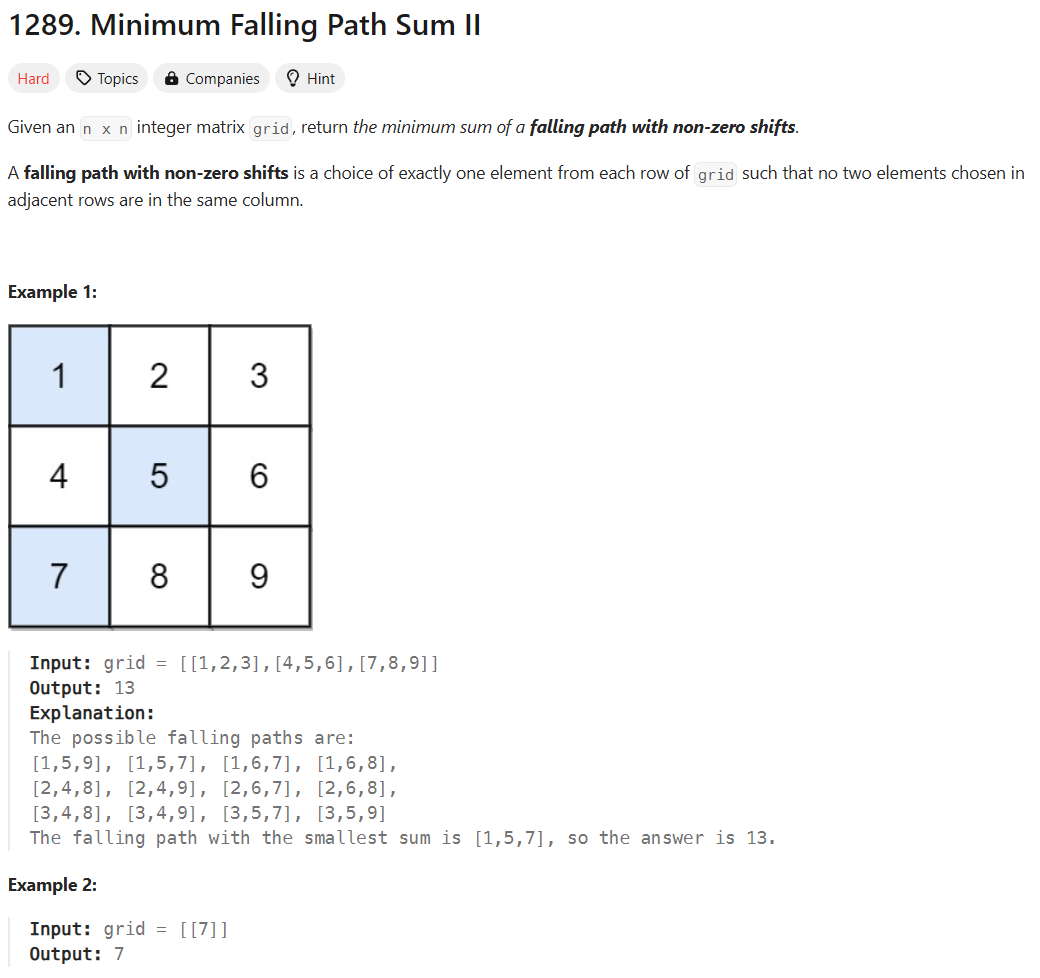 1289. Minimum Falling Path Sum II
Hard Topics Companies Hint
Given an n x n integer matrix grid, return the minimum sum of a falling path with non-zero shifts.
A falling path with non-zero shifts is a choice of exactly one element from each row of grid such that no two elements chosen in
adjacent rows are in the same column.
Example 1:
1 2 3
4 5 6
7 8 9
Input: grid = [[1,2,3],[4,5,6],[7,8,9]]
Output: 13
Explanation:
The possible falling paths are:
[1,5,9], [1,5,7], [1,6,7], [1,6,8],
[2,4,8], [2,4,9], [2,6,7], [2,6,8],
[3,4,8], [3,4,9], [3,5,7], [3,5,9]
The falling path with the smallest sum is [1,5,7], so the answer is 13.
Example 2:
Input: grid = [[7]]
Output: 7